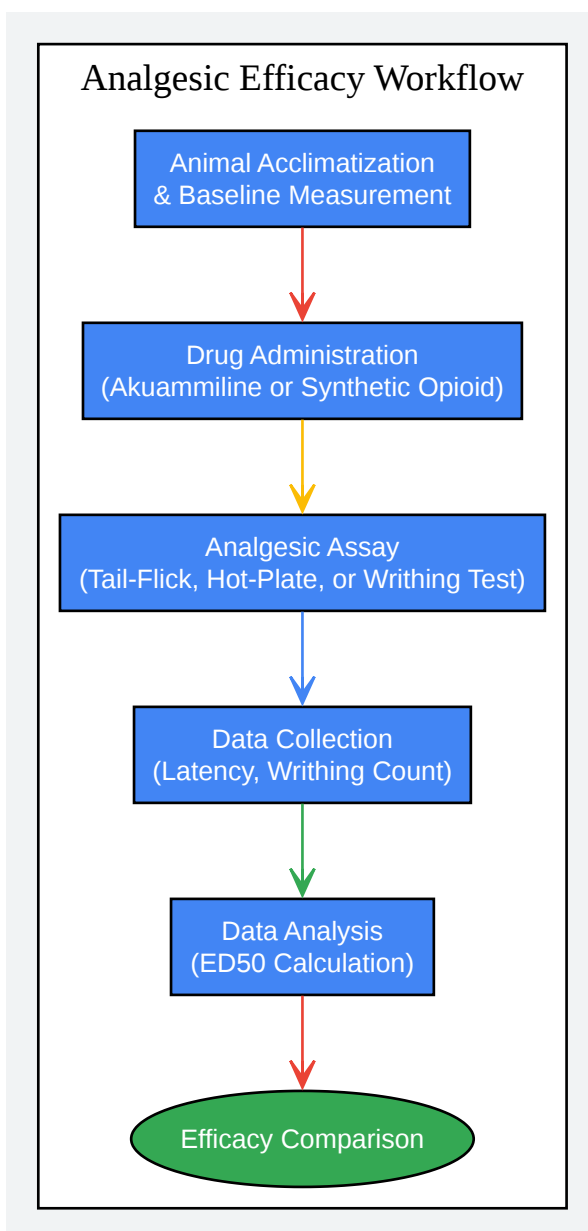 Analgesic Efficacy Workflow
Animal Acclimatization
& Baseline Measurement
Drug Administration
(Akuammiline or Synthetic Opioid)
Analgesic Assay
(Tail-Flick, Hot-Plate, or Writhing Test)
Data Collection
(Latency, Writhing Count)
Data Analysis
(ED50 Calculation)
Efficacy Comparison